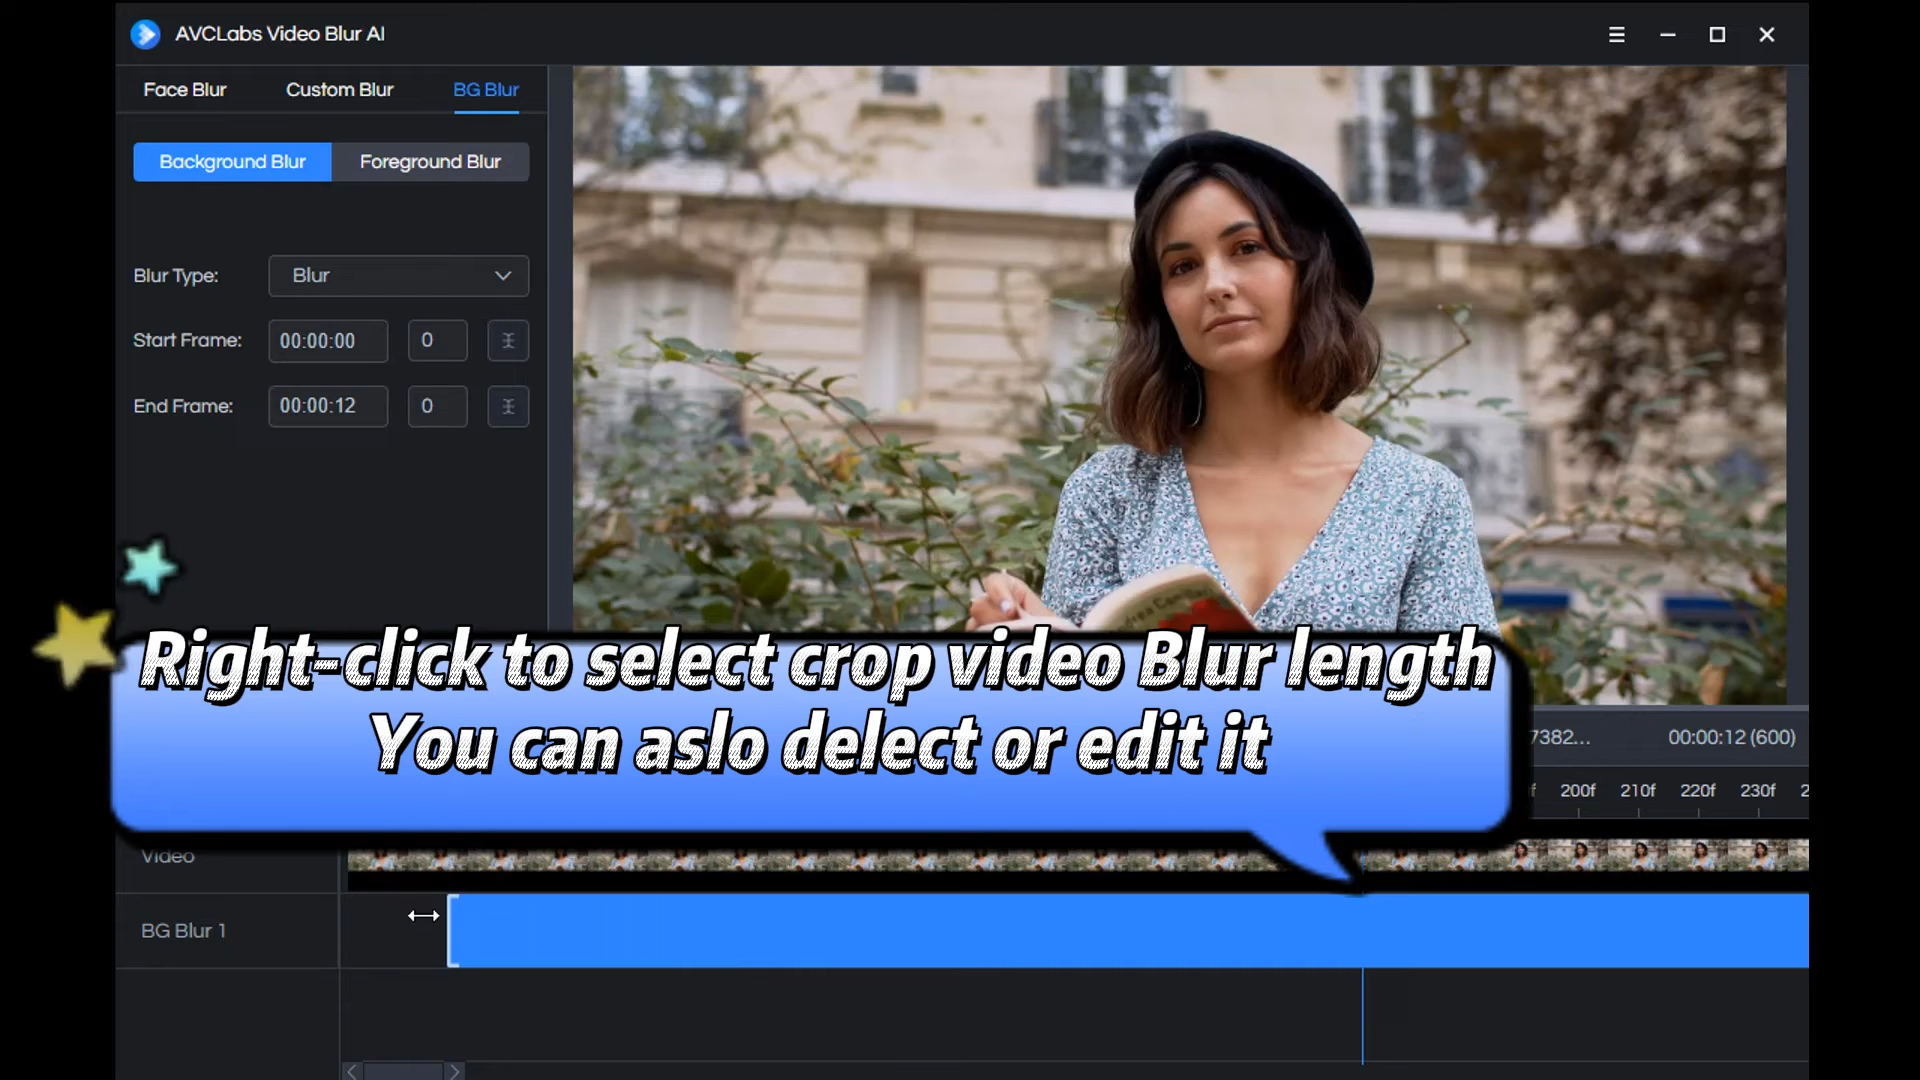 AVCLabs Video Blur AI
Face Blur Custom Blur BG Blur
Background Blur Foreground Blur
Blur Type: Blur
Start Frame: 00:00:00 0
End Frame: 00:00:12 0
Right-click to select crop video Blur length
You can aslo delect or edit it
7382... 00:00:12 (600)
200f 210f 220f 230f
Video
BG Blur 1